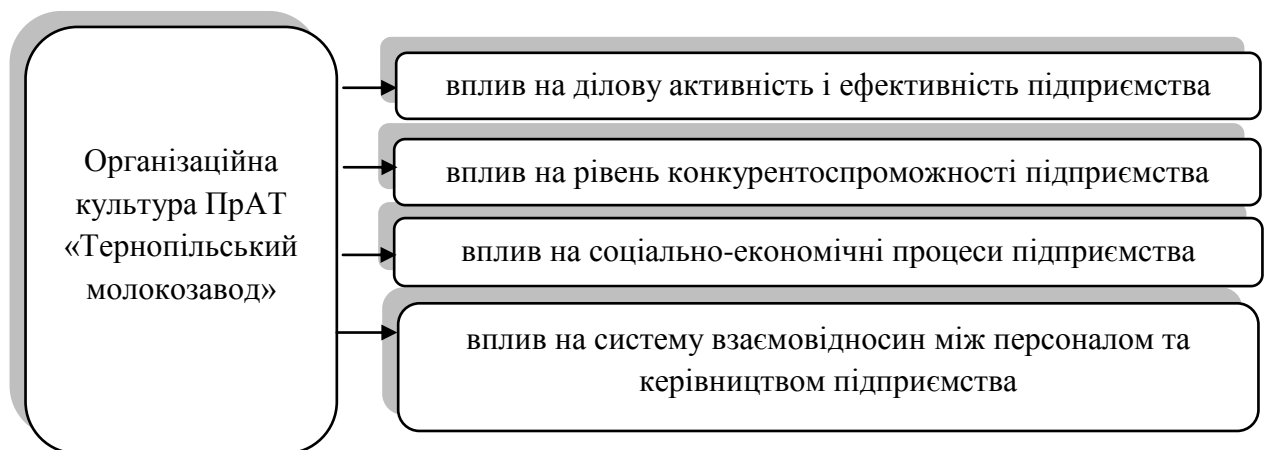 Організаційна
культура ПрАТ
«Тернопільський
молокозавод»
вплив на ділову активність і ефективність підприємства
вплив на рівень конкурентоспроможності підприємства
вплив на соціально-економічні процеси підприємства
вплив на систему взаємовідносин між персоналом та
керівництвом підприємства